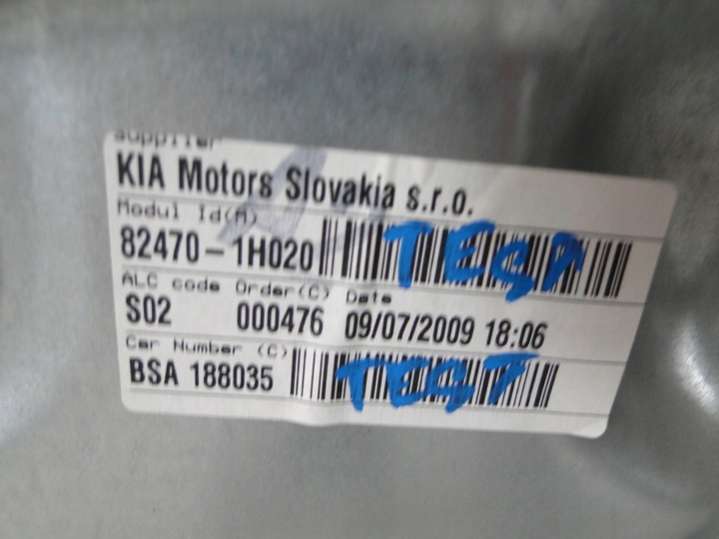 Supplier
KIA Motors Slovakia s.r.o.
Modul Id(M)
82470-1H020 TEST
ALC code Order(C) Date
S02 000476 09/07/2009 18:06
Car Number (C)
BSA 188035 TEST